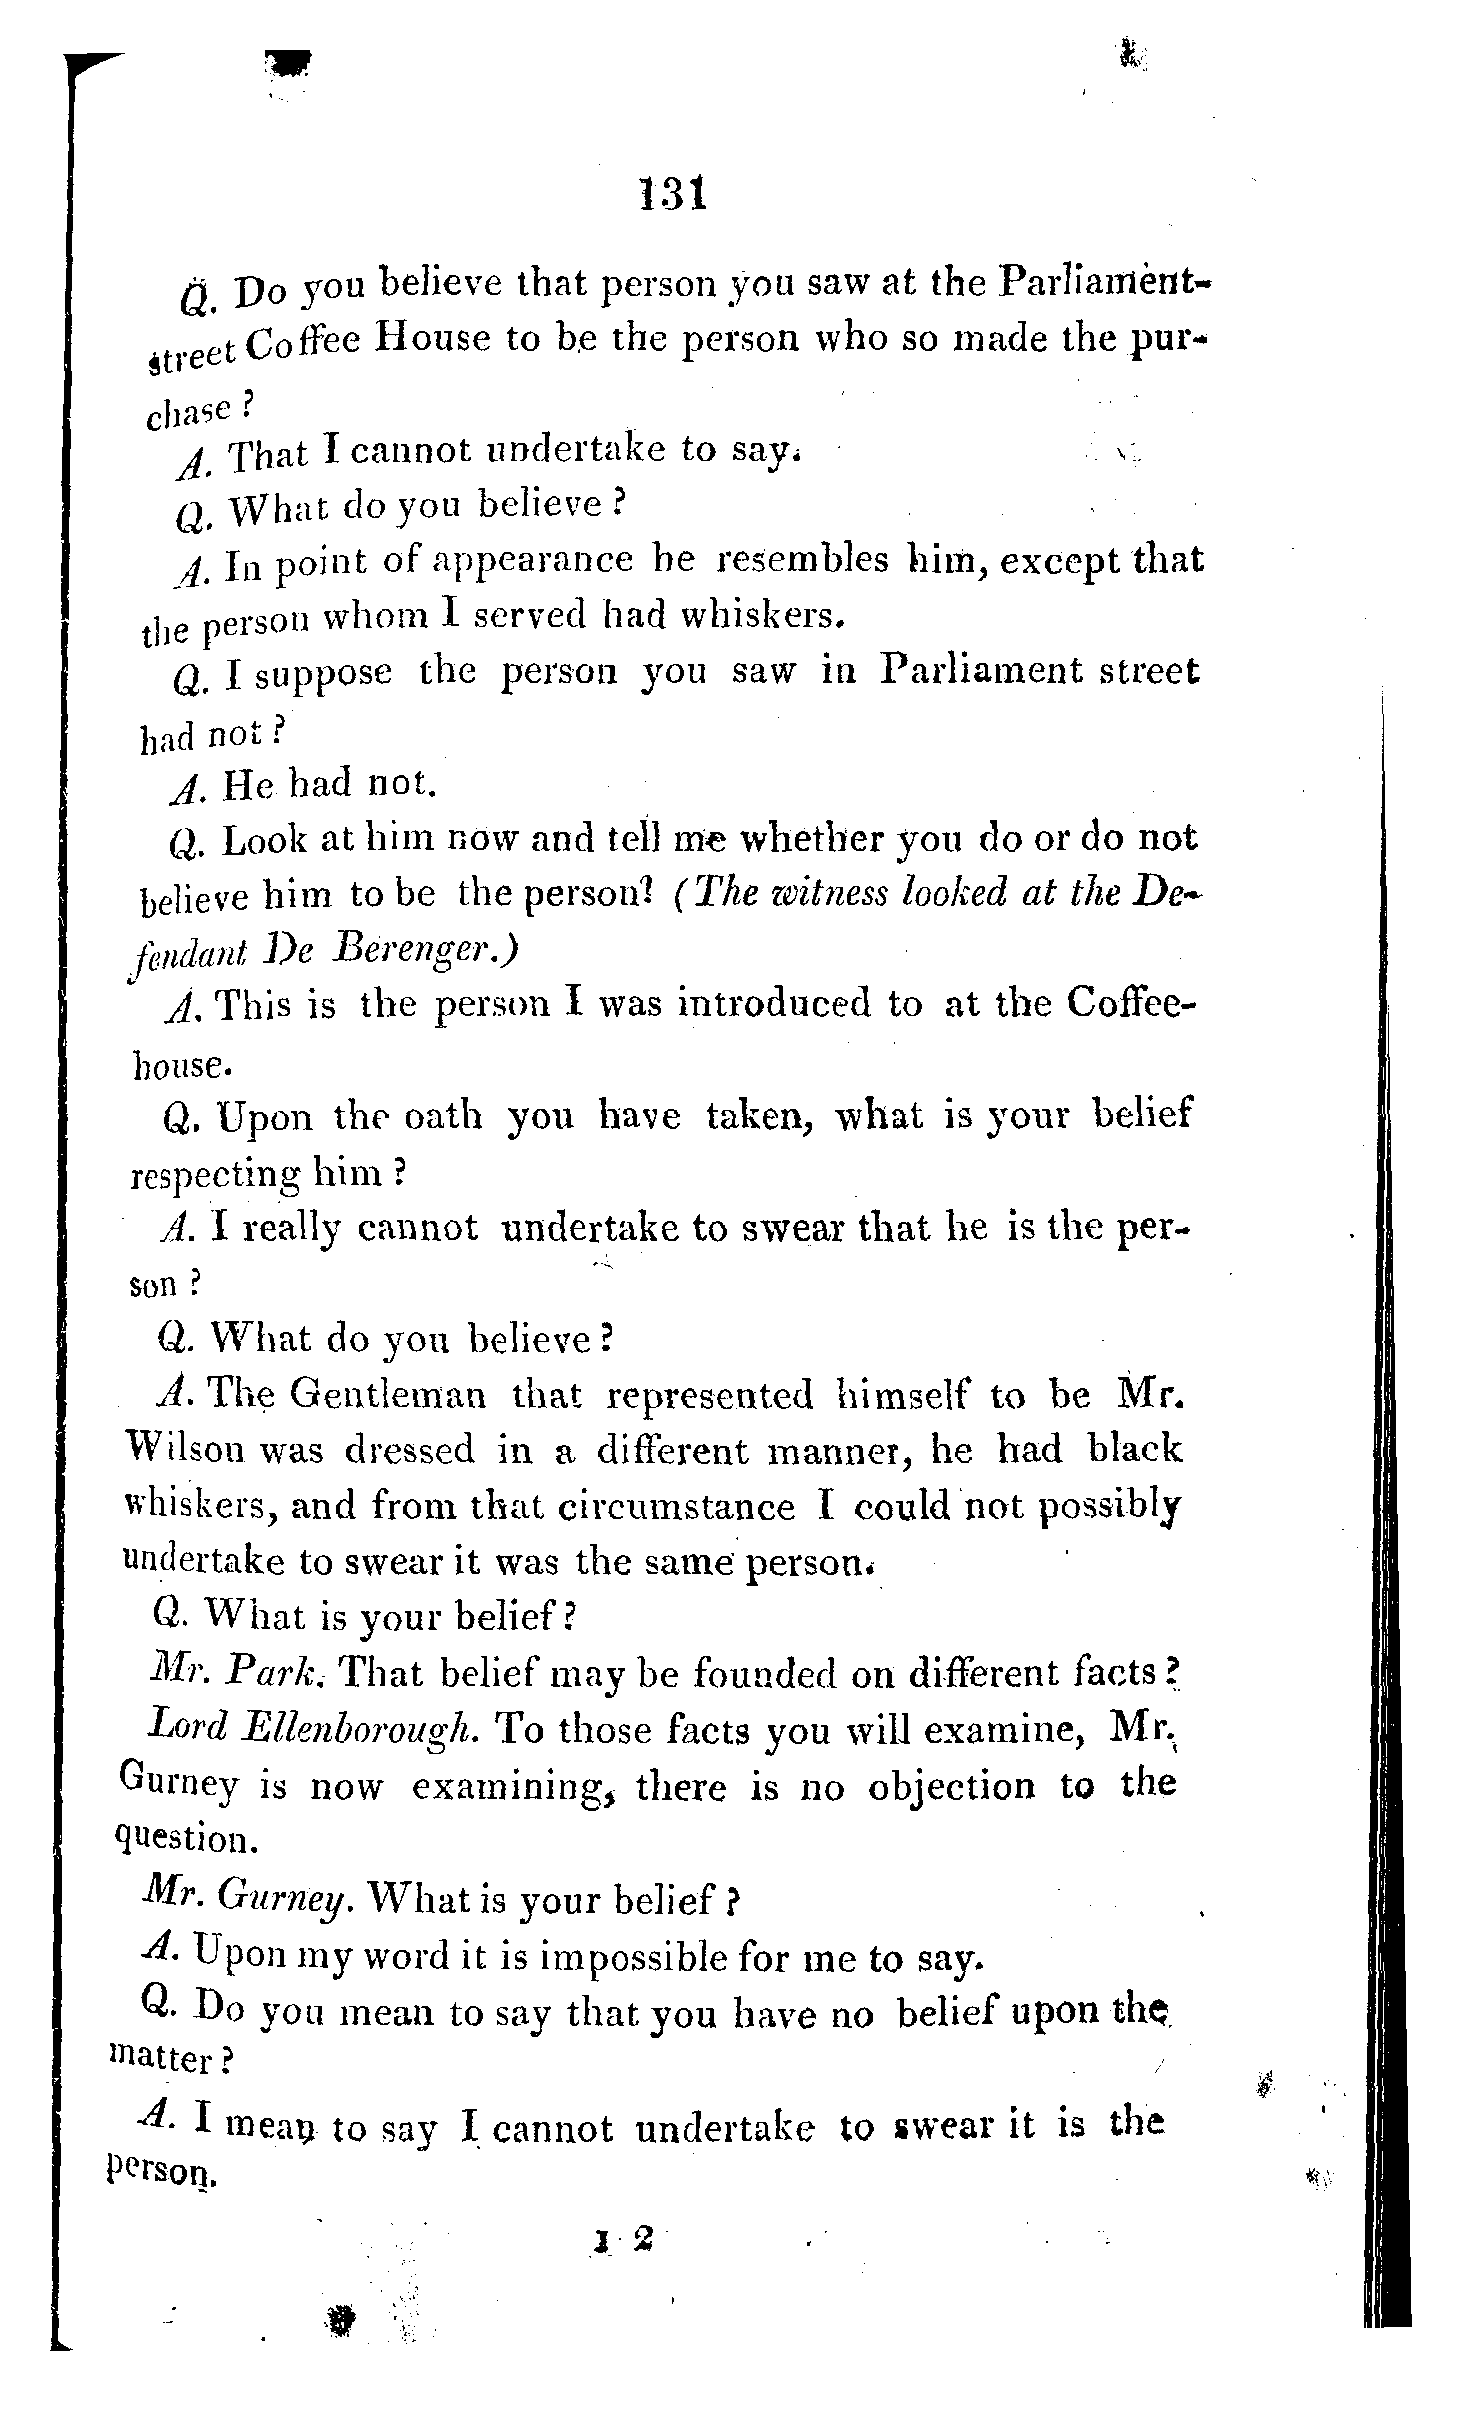 131
Q. Do you believe that person you saw at the Parliament-
street Coffee House to be the person who so made the pur-
chase ?
A. That I cannot undertake to say.
Q. What do you believe ?
A. In point of appearance he resembles him, except that
the person whom I served had whiskers.
Q. I suppose the person you saw in Parliament street
had not ?
A. He had not.
Q. Look at him now and tell me whether you do or do not
believe him to be the person? (The witness looked at the De-
fendant De Berenger.)
A. This is the person I was introduced to at the Coffee-
house.
Q. Upon the oath you have taken, what is your belief
respecting him ?
A. I really cannot undertake to swear that he is the per-
son ?
Q. What do you believe ?
A. The Gentleman that represented himself to be Mr.
Wilson was dressed in a different manner, he had black
whiskers, and from that circumstance I could not possibly
undertake to swear it was the same person.
Q. What is your belief ?
Mr. Park. That belief may be founded on different facts ?
Lord Ellenborough. To those facts you will examine, Mr.
Gurney is now examining, there is no objection to the
question.
Mr. Gurney. What is your belief ?
A. Upon my word it is impossible for me to say.
Q. Do you mean to say that you have no belief upon the
matter ?
A. I mean to say I cannot undertake to swear it is the
person.
I 2